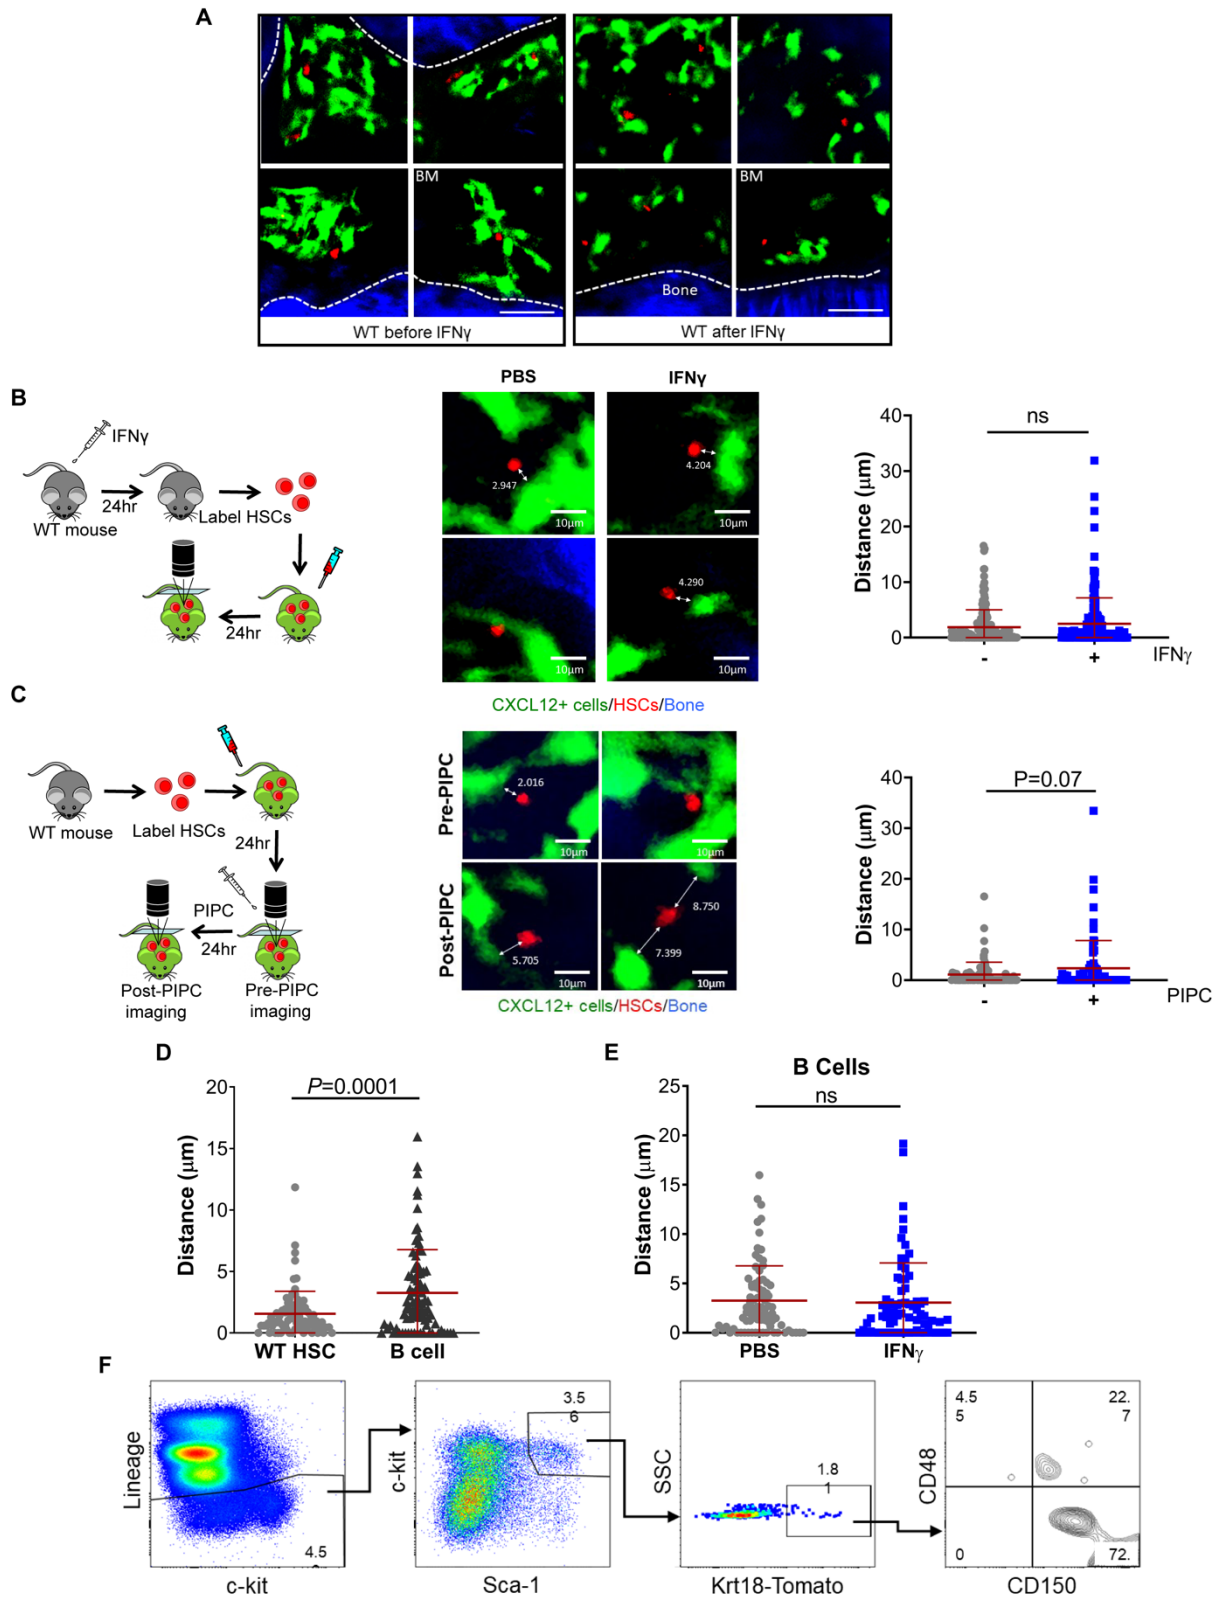 A
BM
BM
Bone
WT before IFNγ
WT after IFNγ
B
IFNγ
24hr
WT mouse
Label HSCs
24hr
PBS
IFNγ
2.947
10µm
4.204
10µm
10µm
4.290
10µm
CXCL12+ cells/HSCs/Bone
40
30
20
10
0
Distance (µm)
ns
-
+
IFNγ
C
WT mouse
Label HSCs
24hr
PIPC
24hr
Post-PIPC
imaging
Pre-PIPC
imaging
Pre-PIPC
Post-PIPC
2.016
10µm
10µm
5.705
10µm
8.750
7.399
10µm
CXCL12+ cells/HSCs/Bone
40
30
20
10
0
Distance (µm)
P=0.07
-
+
PIPC
D
20
15
10
5
0
Distance (µm)
P=0.0001
WT HSC
B cell
E
B Cells
25
20
15
10
5
0
Distance (µm)
ns
PBS
IFNγ
F
Lineage
4.5
c-kit
c-kit
3.5
6
Sca-1
SSC
1.8
1
Krt18-Tomato
CD48
4.5
5
22.
7
0
72.
CD150